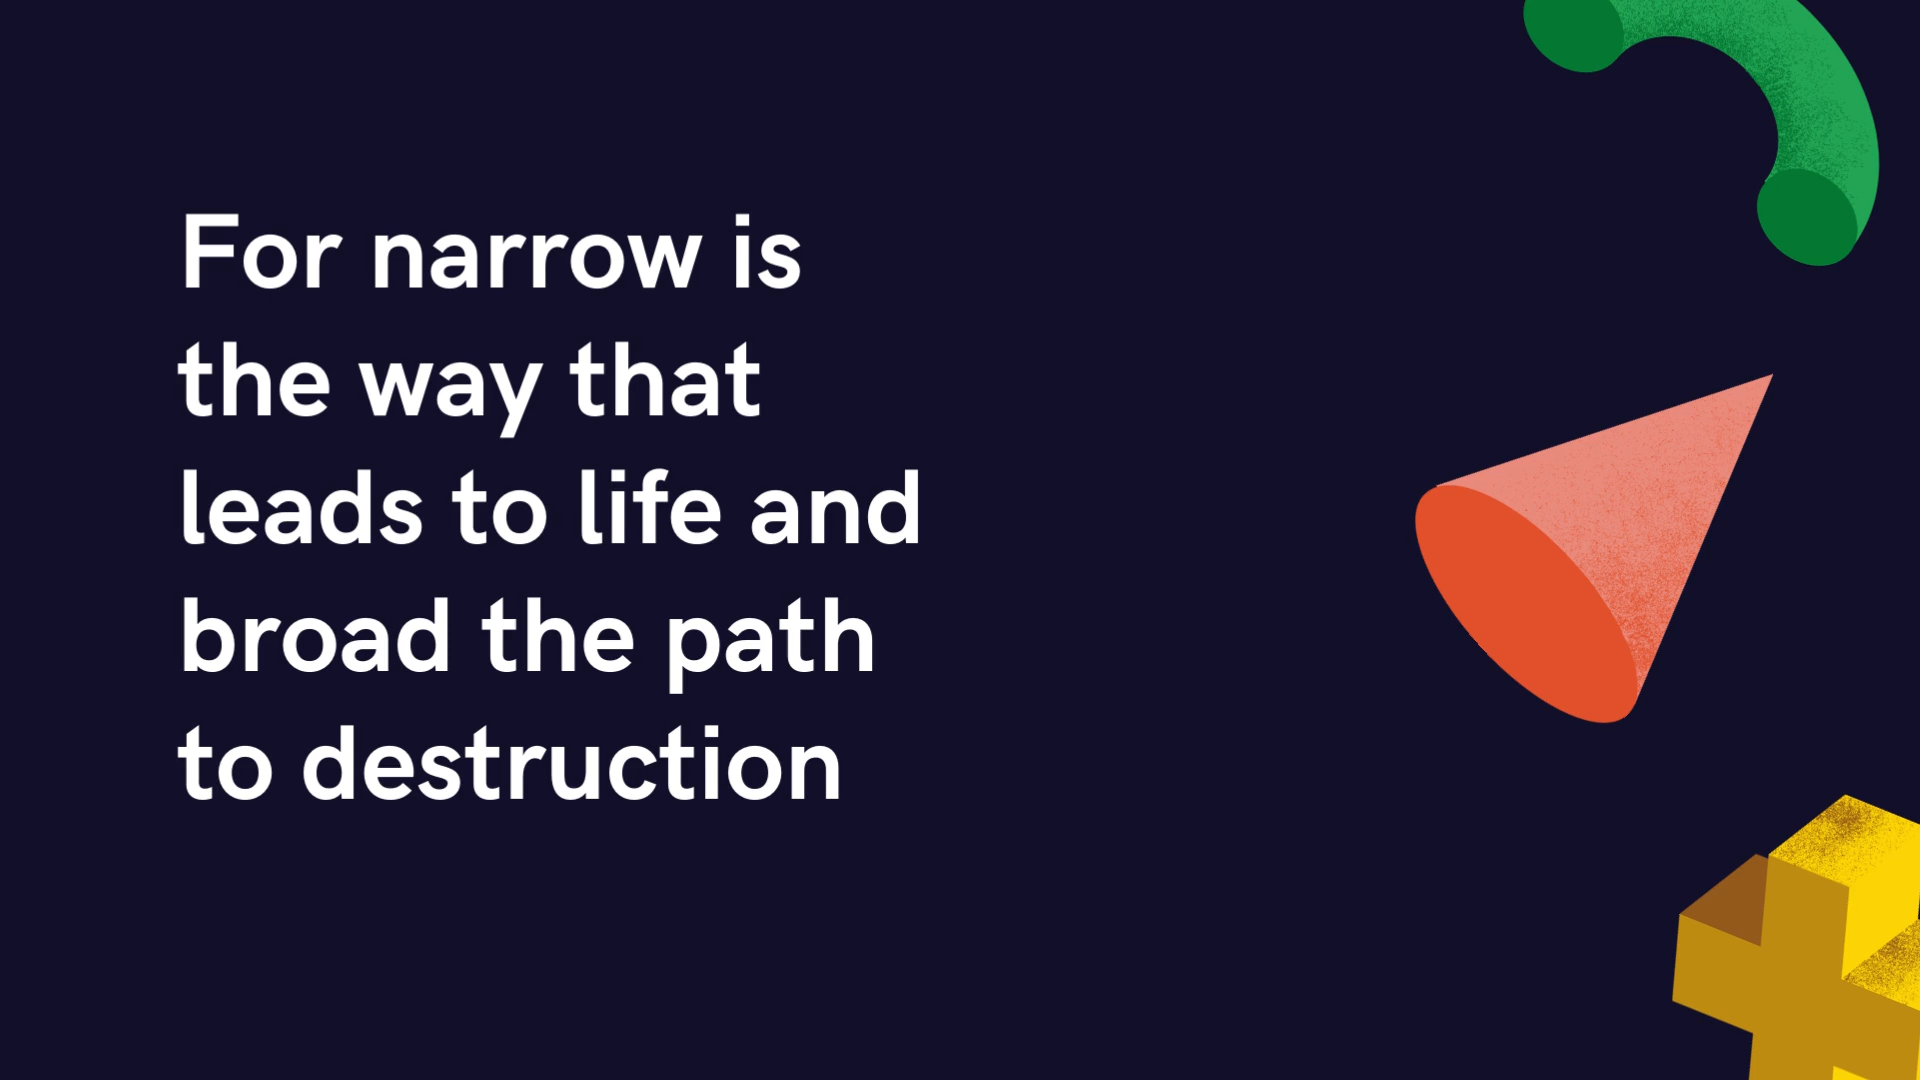 For narrow is
the way that
leads to life and
broad the path
to destruction